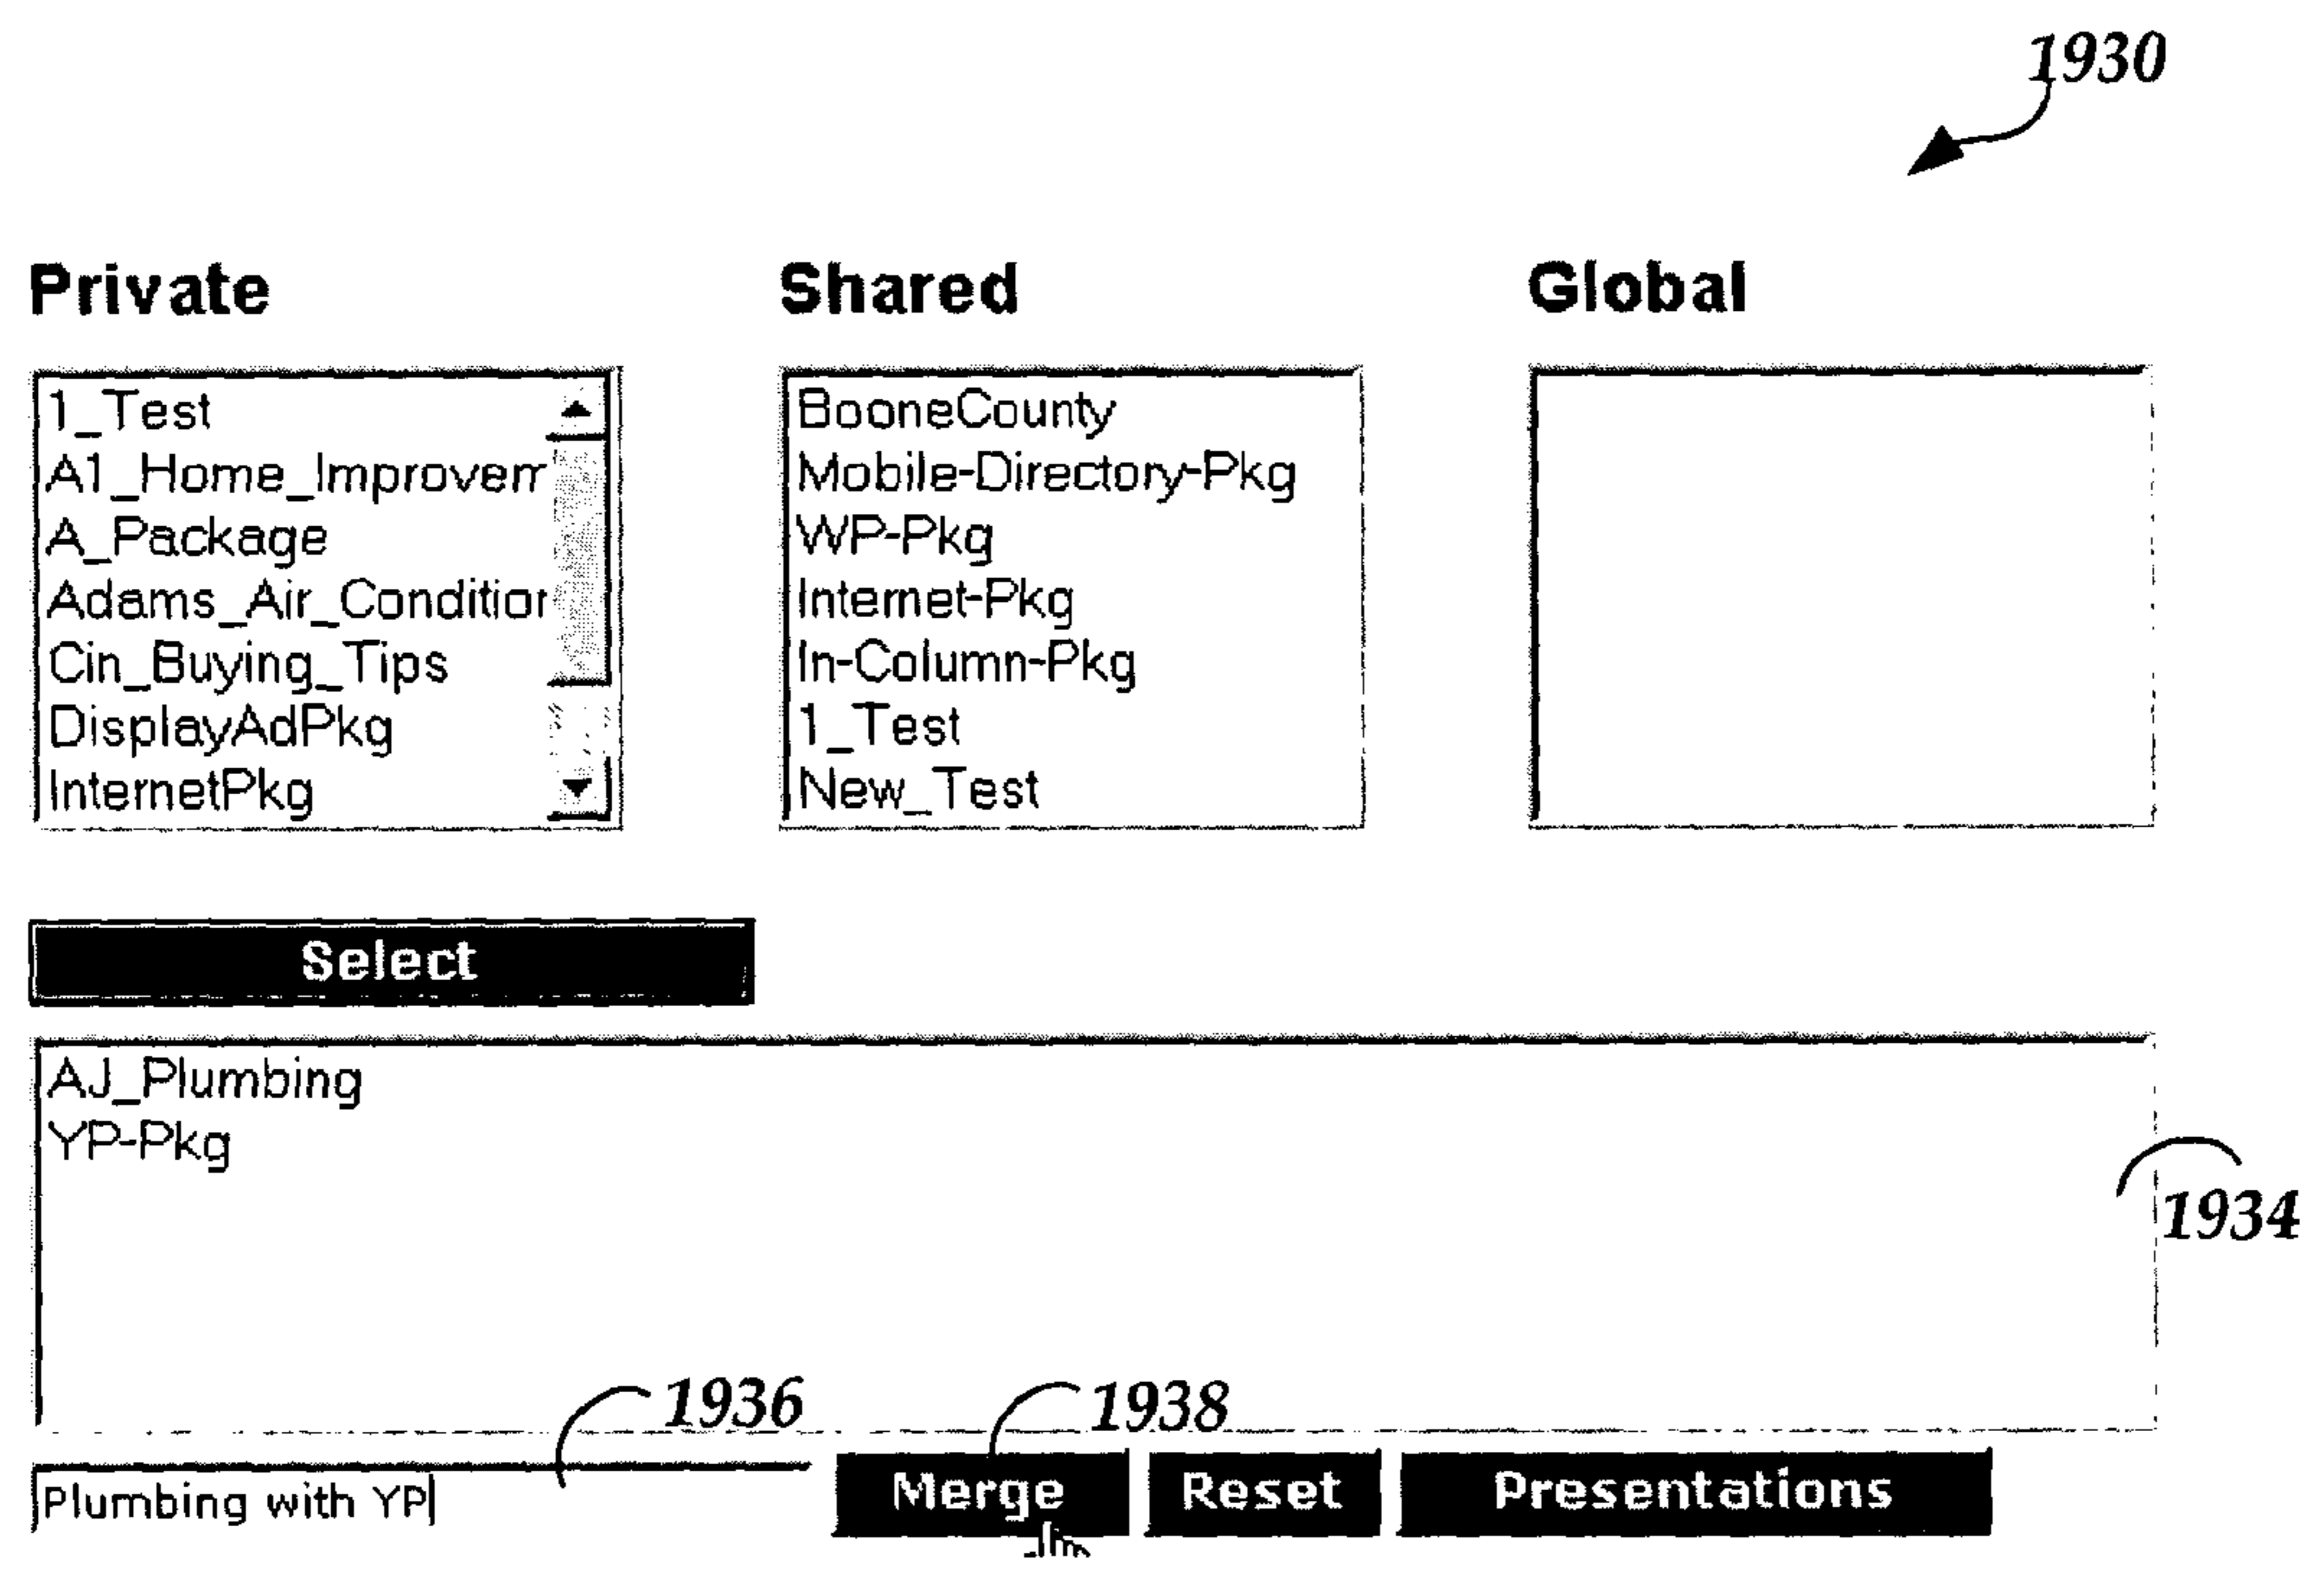 1930
Private
Shared
Global
1_Test
A1_Home_Improvem
A_Package
Adams_Air_Condition
Cin_Buying_Tips
DisplayAdPkg
InternetPkg
BooneCounty
Mobile-Directory-Pkg
WP-Pkg
Internet-Pkg
In-Column-Pkg
1_Test
New_Test
Select
AJ_Plumbing
YP-Pkg
1934
1936
1938
Plumbing with YP
Merge
Reset
Presentations